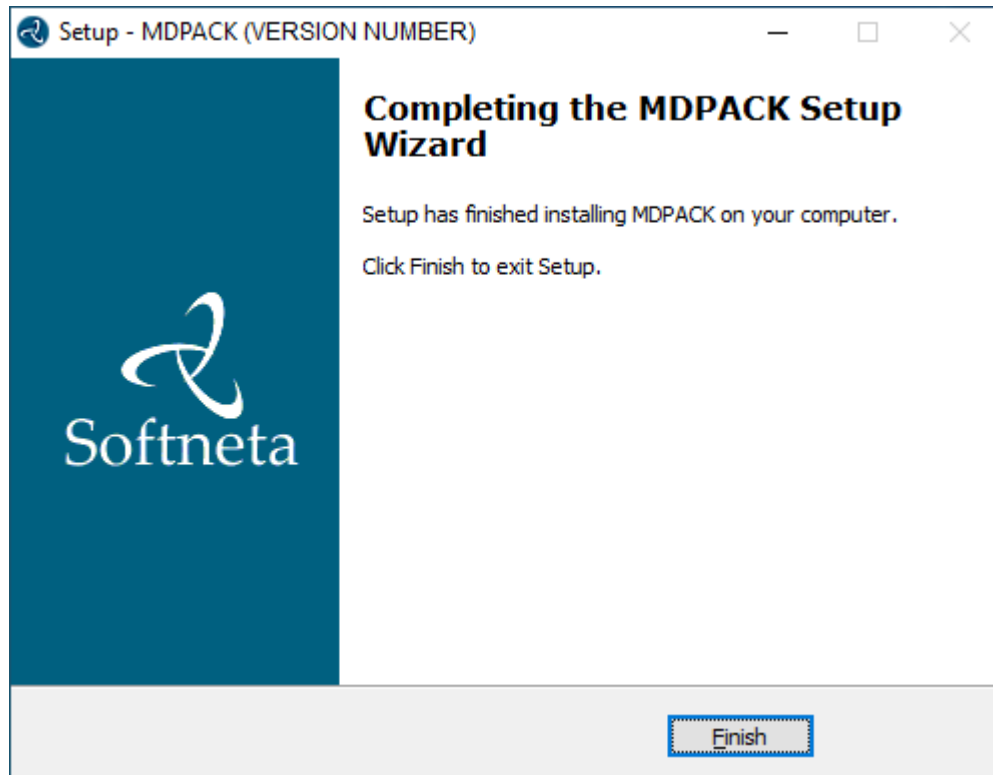 Setup - MDPACK (VERSION NUMBER)
Completing the MDPACK Setup
Wizard
Setup has finished installing MDPACK on your computer.
Click Finish to exit Setup.
Softneta
Finish